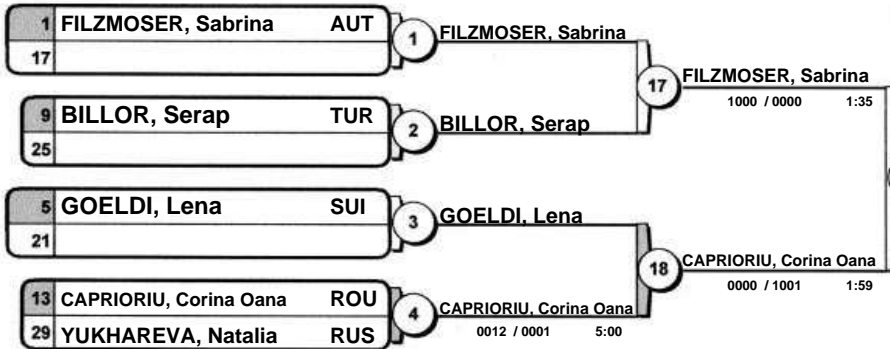 1 FILZMOSER, Sabrina AUT
17
1
FILZMOSER, Sabrina
9 BILLOR, Serap TUR
25
2
BILLOR, Serap
17
FILZMOSER, Sabrina
1000 / 0000 1:35
5 GOELDI, Lena SUI
21
3
GOELDI, Lena
13 CAPRIORIU, Corina Oana ROU
29 YUKHAREVA, Natalia RUS
4
CAPRIORIU, Corina Oana
0012 / 0001 5:00
18
CAPRIORIU, Corina Oana
0000 / 1001 1:59